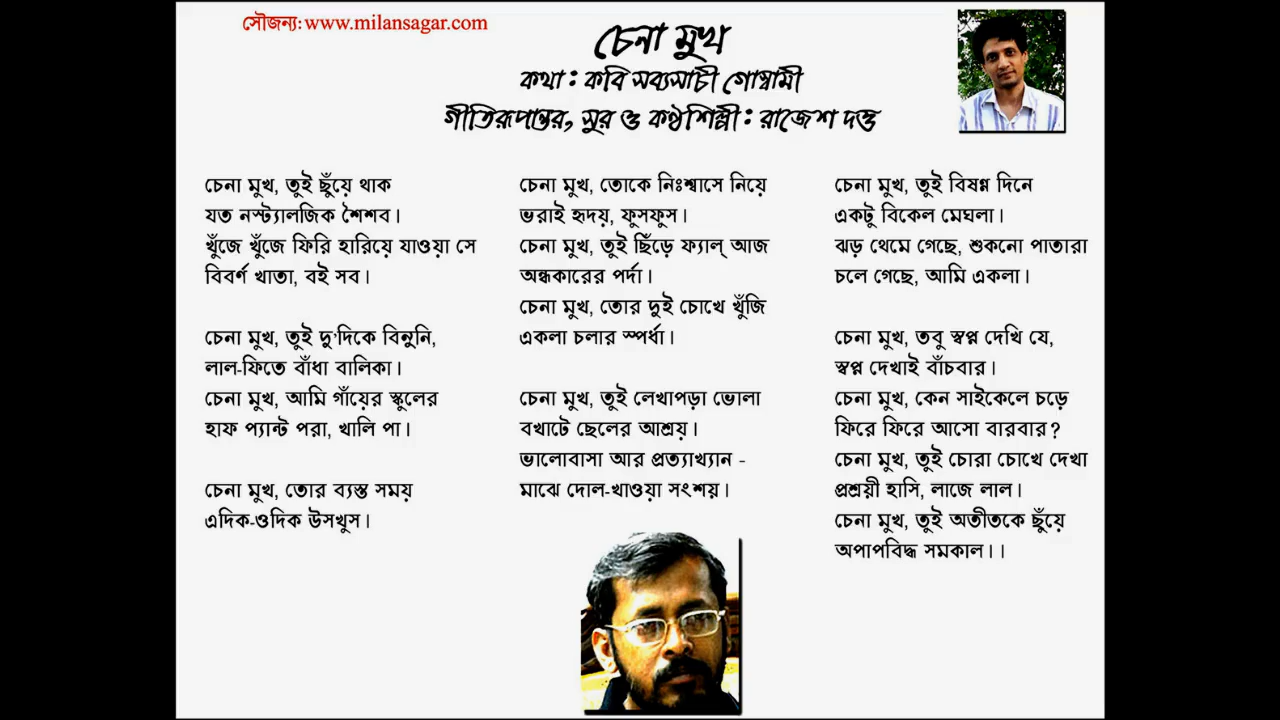 সৌজন্য: www.milansagar.com
চেনা মুখ
কথা : কবি সব্যসাচী গোস্বামী
গীতিরূপান্তর, সুর ও কণ্ঠশিল্পী : রাজেশ দত্ত
চেনা মুখ, তুই ছুঁয়ে থাক
যত নস্ট্যালজিক শৈশব।
খুঁজে খুঁজে ফিরি হারিয়ে যাওয়া সে
বিবর্ণ খাতা, বই সব।
চেনা মুখ, তুই দু'দিকে বিনুনি,
লাল-ফিতে বাঁধা বালিকা।
চেনা মুখ, আমি গাঁয়ের স্কুলের
হাফ প্যান্ট পরা, খালি পা।
চেনা মুখ, তোর ব্যস্ত সময়
এদিক-ওদিক উসখুস।
চেনা মুখ, তোকে নিঃশ্বাসে নিয়ে
ভরাই হৃদয়, ফুসফুস।
চেনা মুখ, তুই ছিঁড়ে ফ্যাল্ আজ
অন্ধকারের পর্দা।
চেনা মুখ, তোর দুই চোখে খুঁজি
একলা চলার স্পর্ধা।
চেনা মুখ, তুই লেখাপড়া ভোলা
বখাটে ছেলের আশ্রয়।
ভালোবাসা আর প্রত্যাখ্যান -
মাঝে দোল-খাওয়া সংশয়।
চেনা মুখ, তুই বিষণ্ণ দিনে
একটু বিকেল মেঘলা।
ঝড় থেমে গেছে, শুকনো পাতারা
চলে গেছে, আমি একলা।
চেনা মুখ, তবু স্বপ্ন দেখি যে,
স্বপ্ন দেখাই বাঁচবার।
চেনা মুখ, কেন সাইকেলে চড়ে
ফিরে ফিরে আসো বারবার?
চেনা মুখ, তুই চোরা চোখে দেখা
প্রশ্রয়ী হাসি, লাজে লাল।
চেনা মুখ, তুই অতীতকে ছুঁয়ে
অপাপবিদ্ধ সমকাল।।